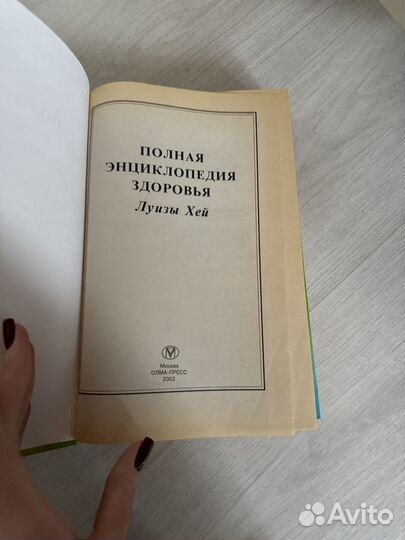 ПОЛНАЯ
ЭНЦИКЛОПЕДИЯ
ЗДОРОВЬЯ
Луизы Хей
Москва
ОЛМА-ПРЕСС
2002
Avito